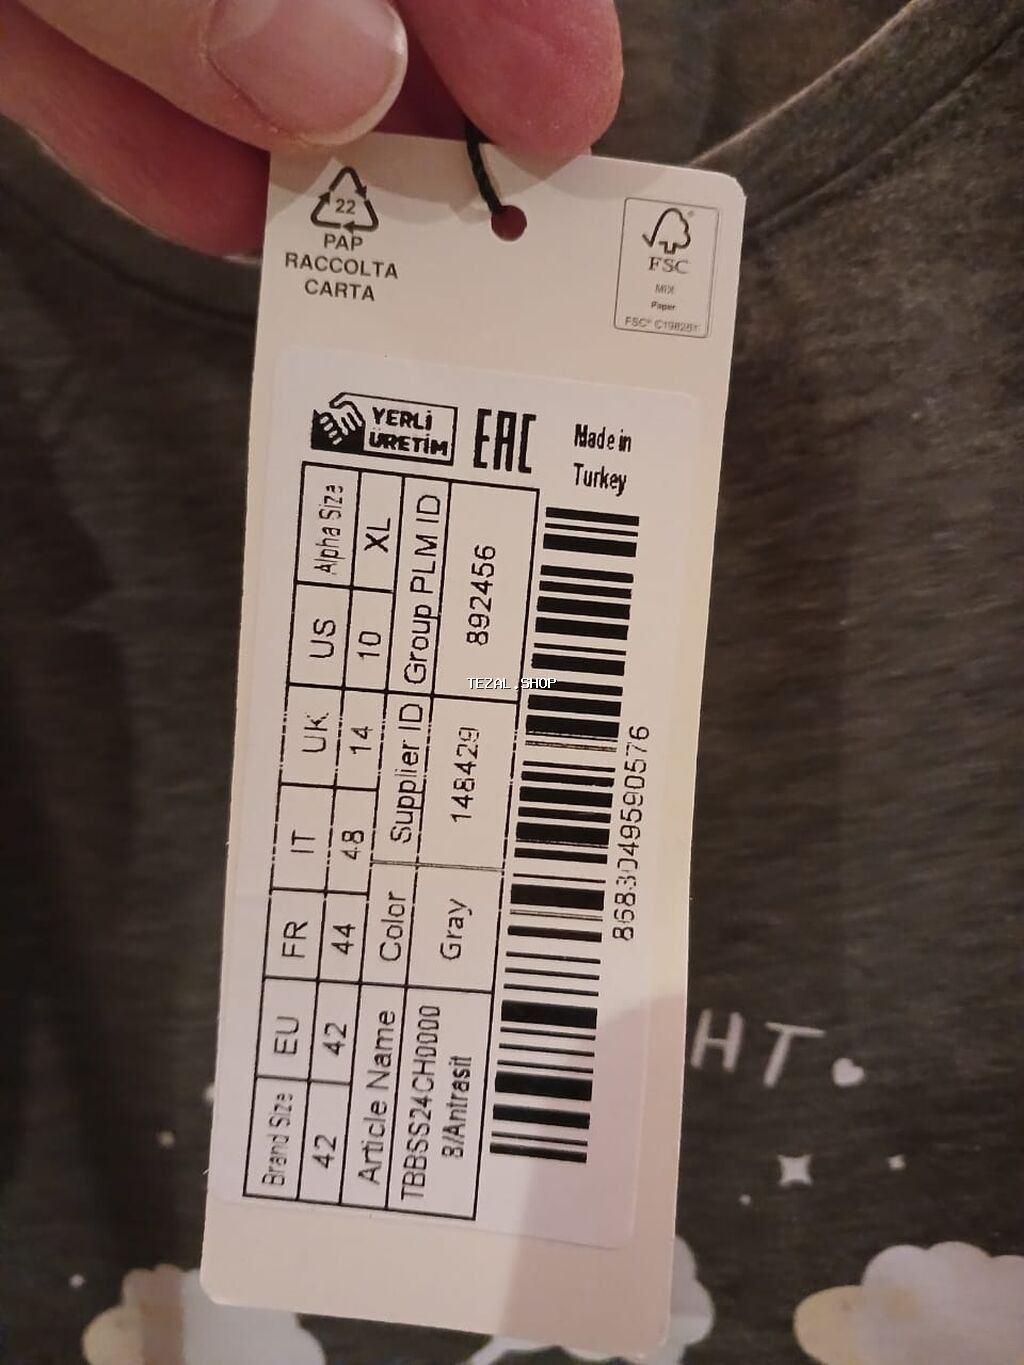 22
PAP
RACCOLTA
CARTA
FSC
MIX
Paper
YERLİ
ÜRETİM
EAC
Made in
Turkey
Brand Size EU FR IT UK US Alpha Size
42 42 44 48 14 10 XL
Article Name Color Supplier ID Group PLM ID
TBBSS24CH0000
8/Antrasit
Gray 148429 892456
8683049590576
TEZAL.SHOP
HT